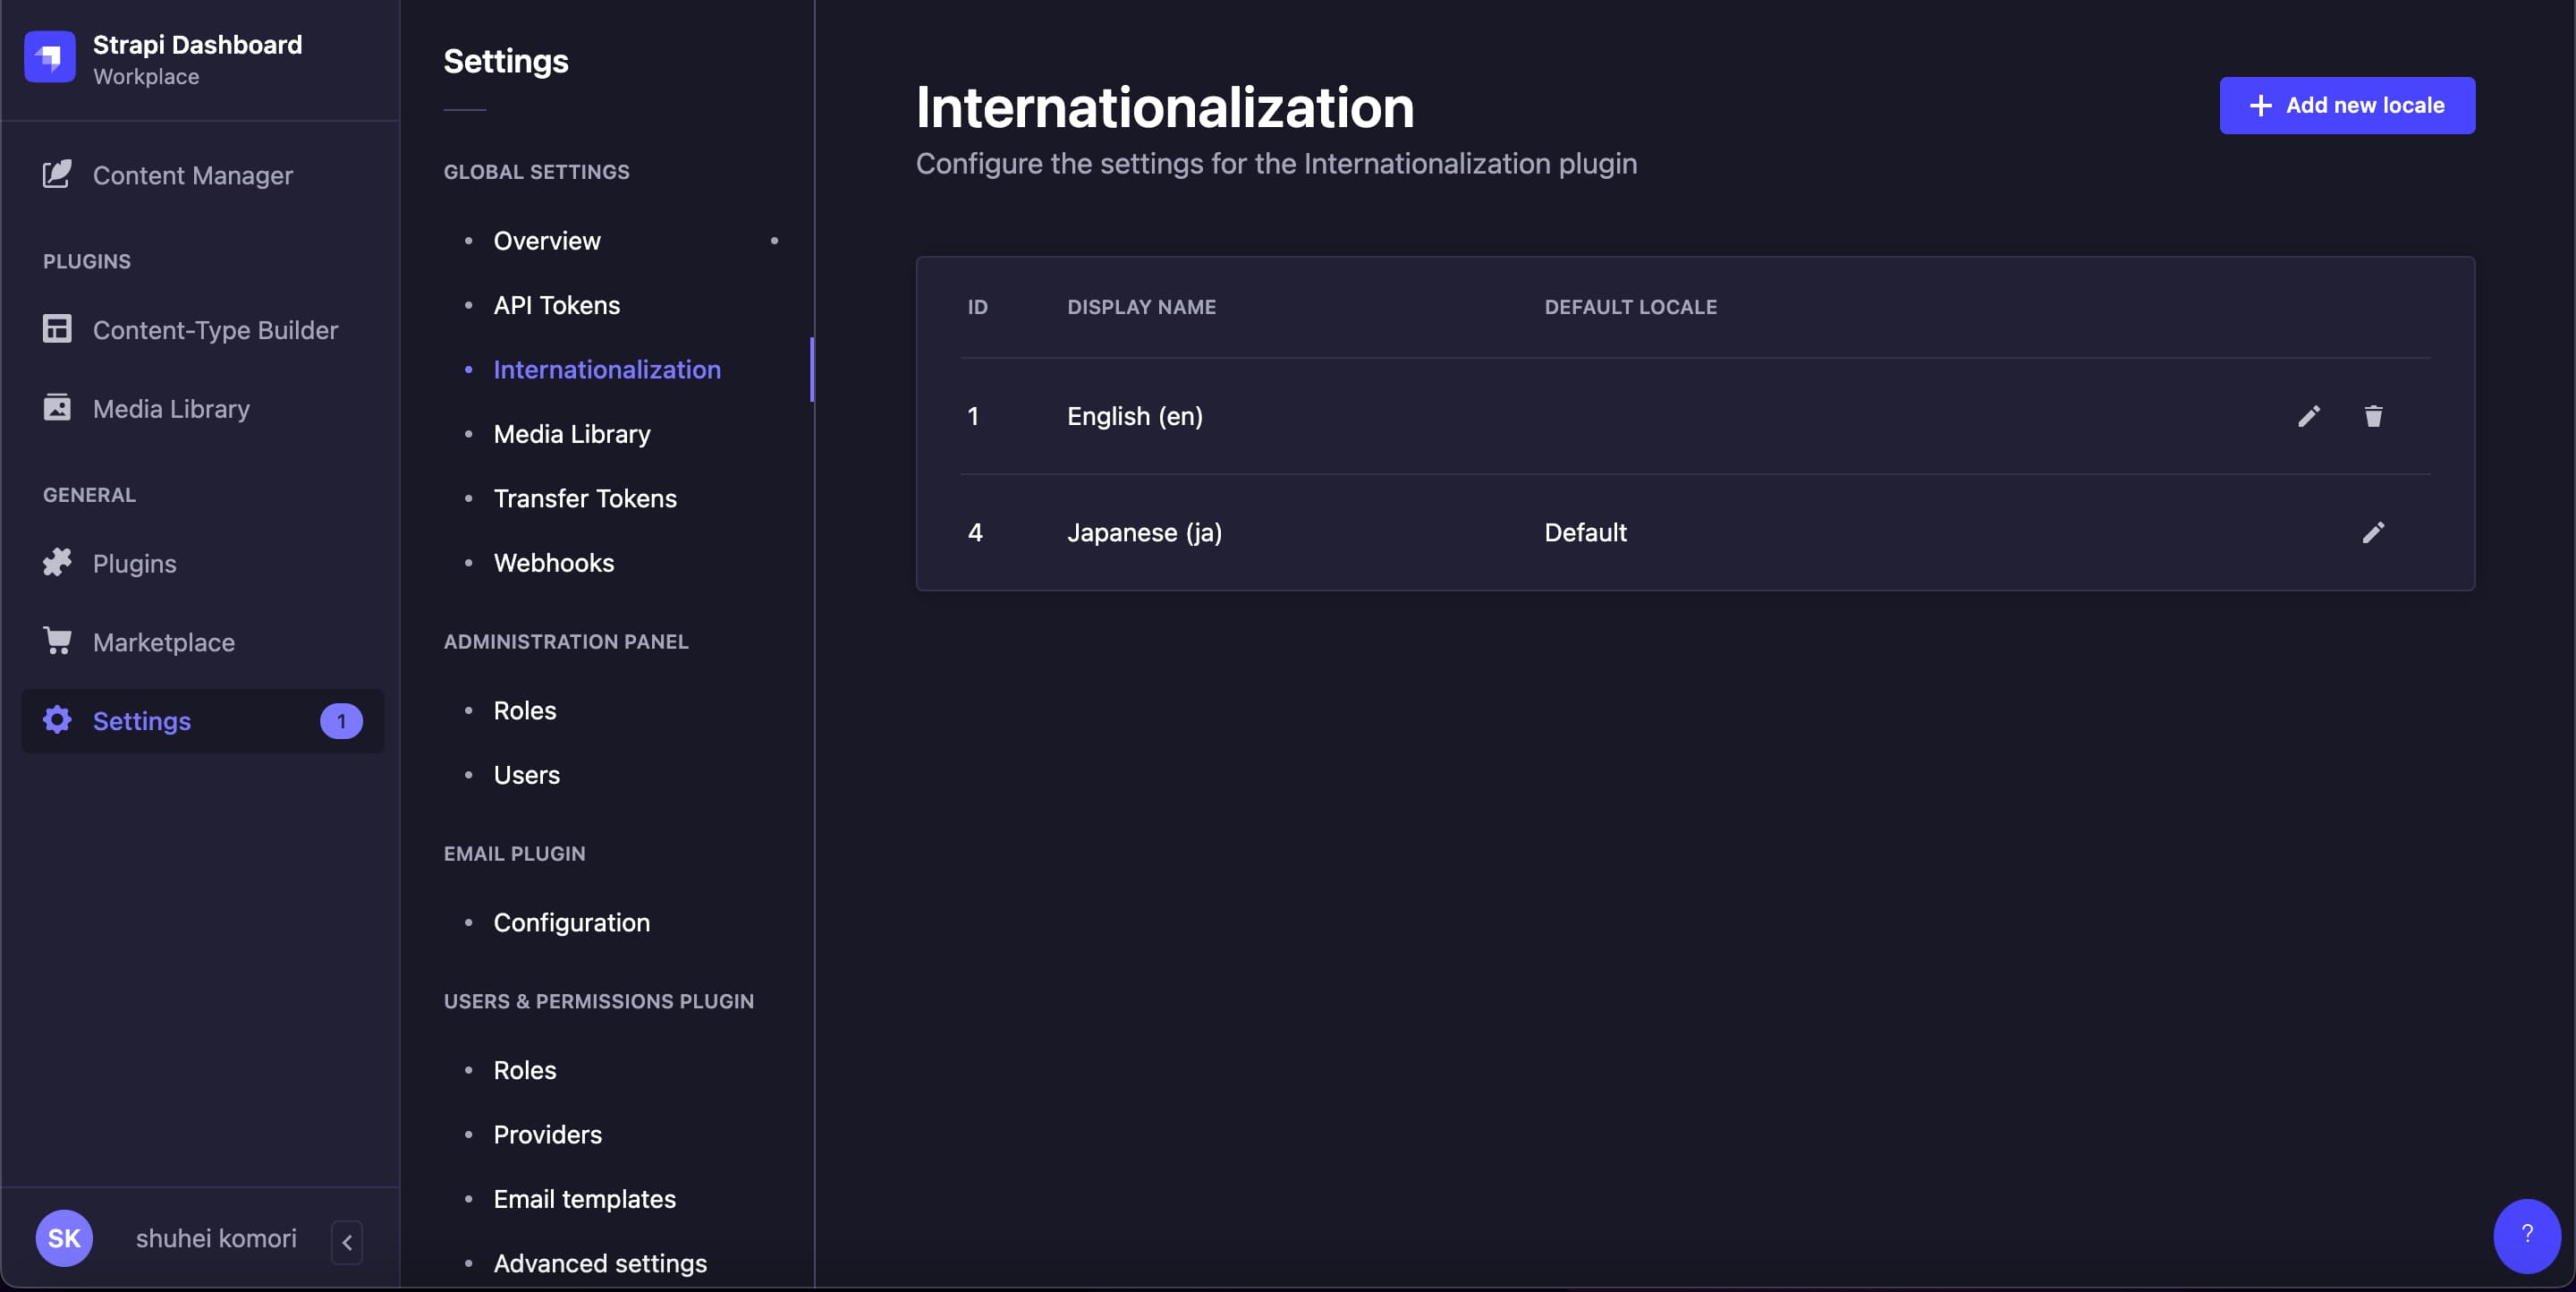 Strapi Dashboard
Workplace
Content Manager
PLUGINS
Content-Type Builder
Media Library
GENERAL
Plugins
Marketplace
Settings
1
SK
shuhei komori
Settings
GLOBAL SETTINGS
Overview
API Tokens
Internationalization
Media Library
Transfer Tokens
Webhooks
ADMINISTRATION PANEL
Roles
Users
EMAIL PLUGIN
Configuration
USERS & PERMISSIONS PLUGIN
Roles
Providers
Email templates
Advanced settings
Internationalization
Configure the settings for the Internationalization plugin
Add new locale
ID DISPLAY NAME DEFAULT LOCALE
1 English (en)
4 Japanese (ja) Default
?